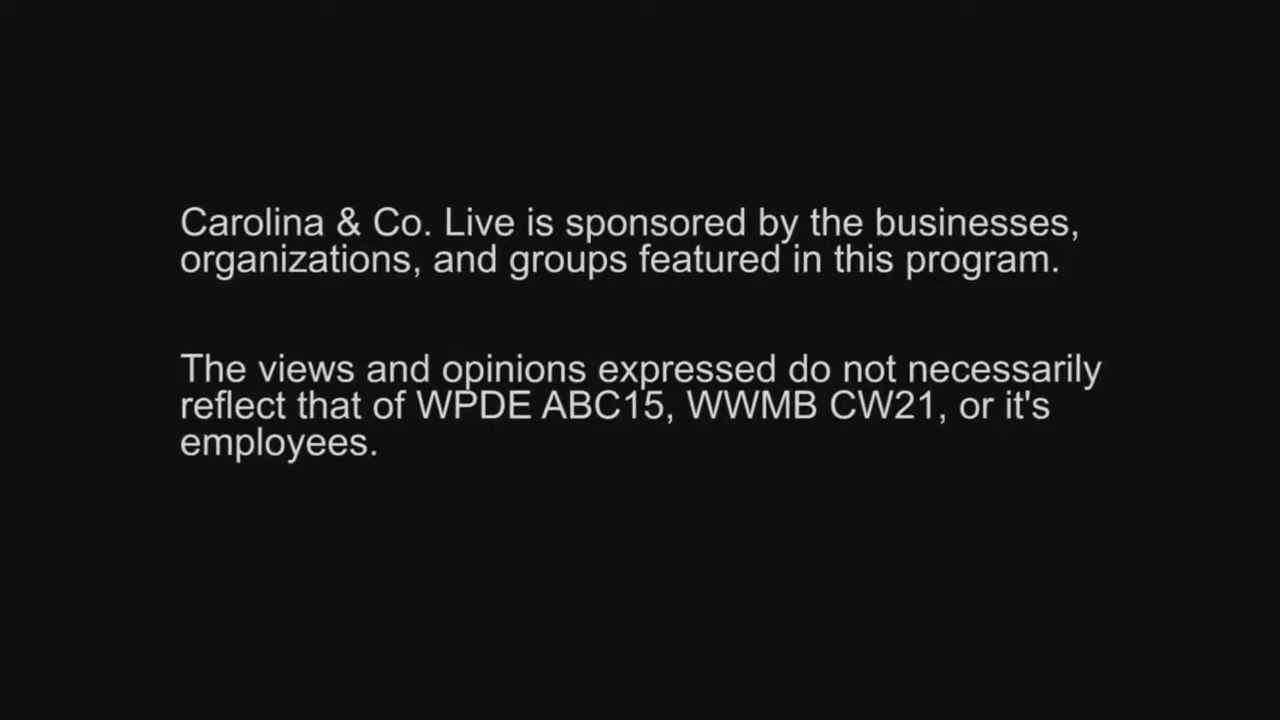 Carolina & Co. Live is sponsored by the businesses,
organizations, and groups featured in this program.
The views and opinions expressed do not necessarily
reflect that of WPDE ABC15, WWMB CW21, or it's
employees.